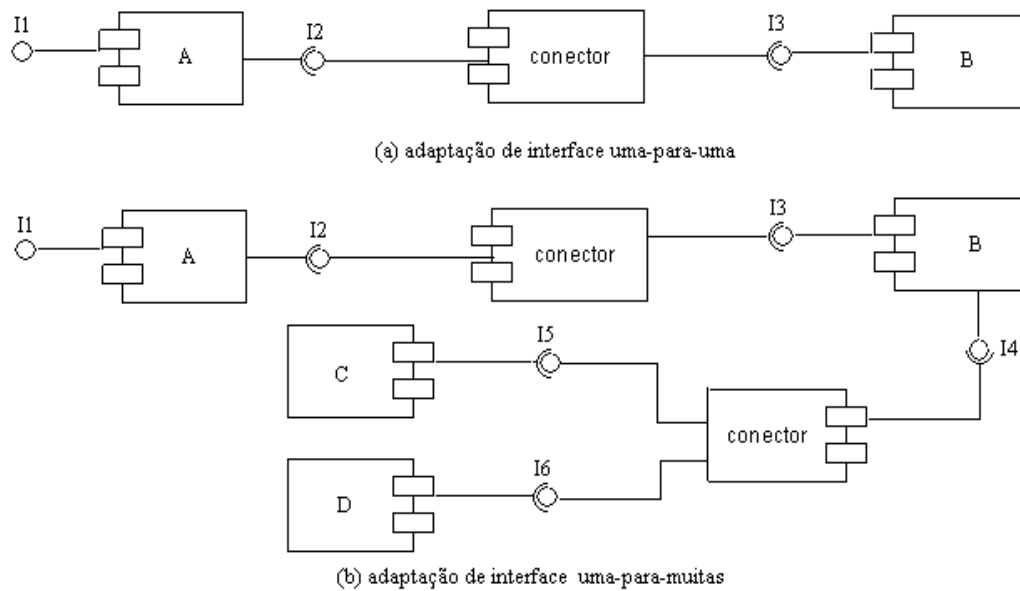 I1
A
I2
conector
I3
B
(a) adaptação de interface uma-para-uma
I1
A
I2
conector
I3
B
C
I5
I4
conector
D
I6
(b) adaptação de interface uma-para-muitas